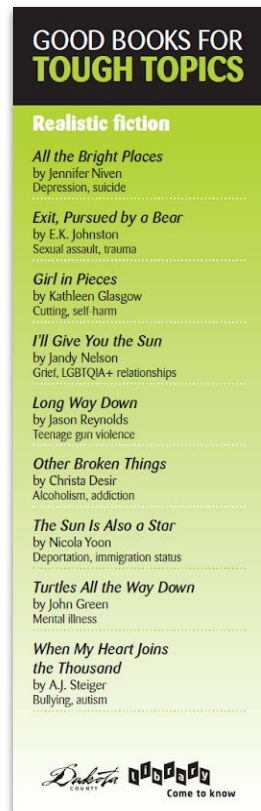 GOOD BOOKS FOR
TOUGH TOPICS
Realistic fiction
All the Bright Places
by Jennifer Niven
Depression, suicide
Exit, Pursued by a Bear
by E.K. Johnston
Sexual assault, trauma
Girl in Pieces
by Kathleen Glasgow
Cutting, self-harm
I'll Give You the Sun
by Jandy Nelson
Grief, LGBTQIA+ relationships
Long Way Down
by Jason Reynolds
Teenage gun violence
Other Broken Things
by Christa Desir
Alcoholism, addiction
The Sun Is Also a Star
by Nicola Yoon
Deportation, immigration status
Turtles All the Way Down
by John Green
Mental illness
When My Heart Joins
the Thousand
by A.J. Steiger
Bullying, autism
Dakota Library
COUNTY
Come to know